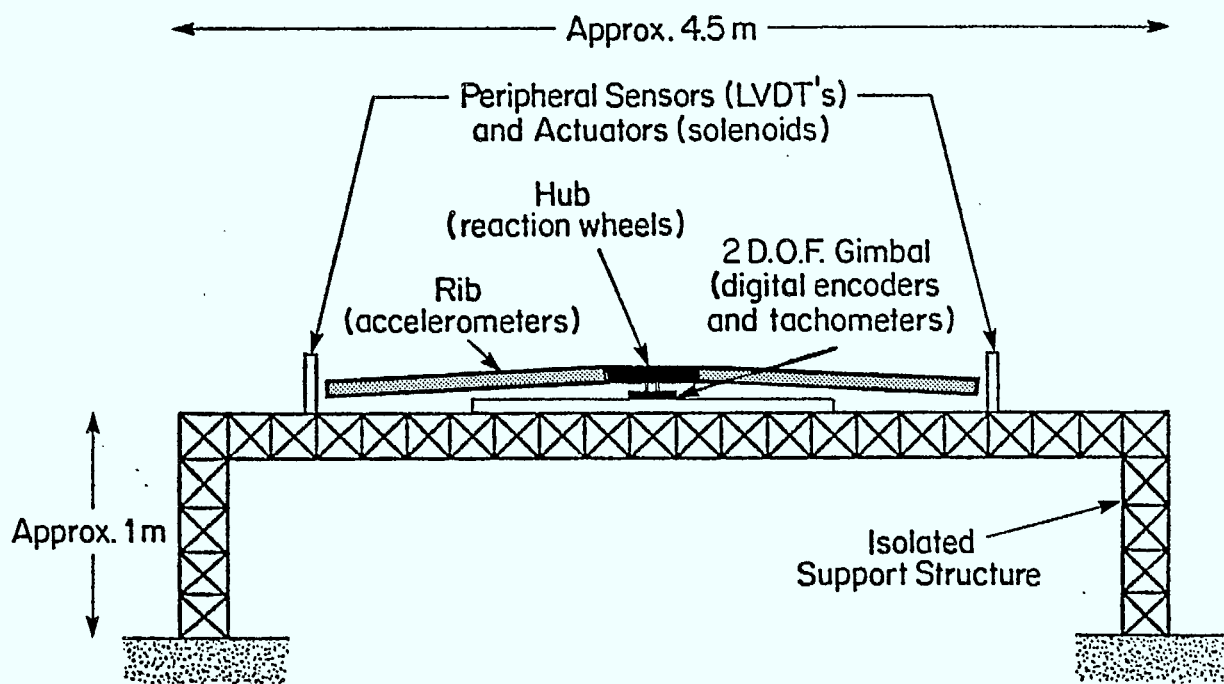 Approx. 4.5 m
Peripheral Sensors (LVDT's)
and Actuators (solenoids)
Hub
(reaction wheels)
2 D.O.F. Gimbal
(digital encoders
and tachometers)
Rib
(accelerometers)
Approx. 1 m
Isolated
Support Structure